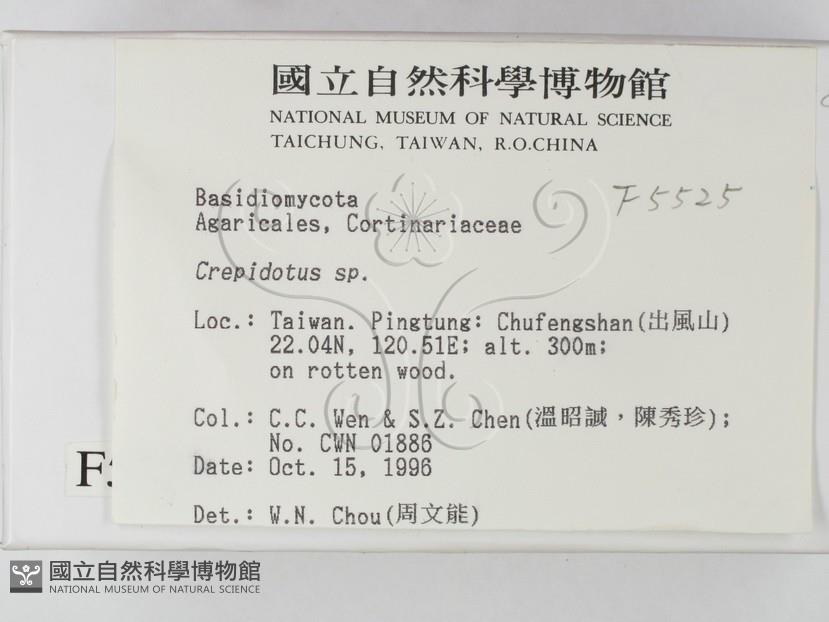 國立自然科學博物館
NATIONAL MUSEUM OF NATURAL SCIENCE
TAICHUNG, TAIWAN, R.O.CHINA
F5525
Basidiomycota
Agaricales, Cortinariaceae
Crepidotus sp.
Loc.: Taiwan. Pingtung: Chufengshan(出風山)
22.04N, 120.51E; alt. 300m;
on rotten wood.
Col.: C.C. Wen & S.Z. Chen(溫昭誠，陳秀珍);
No. CWN 01886
Date: Oct. 15, 1996
Det.: W.N. Chou(周文能)
國立自然科學博物館
NATIONAL MUSEUM OF NATURAL SCIENCE